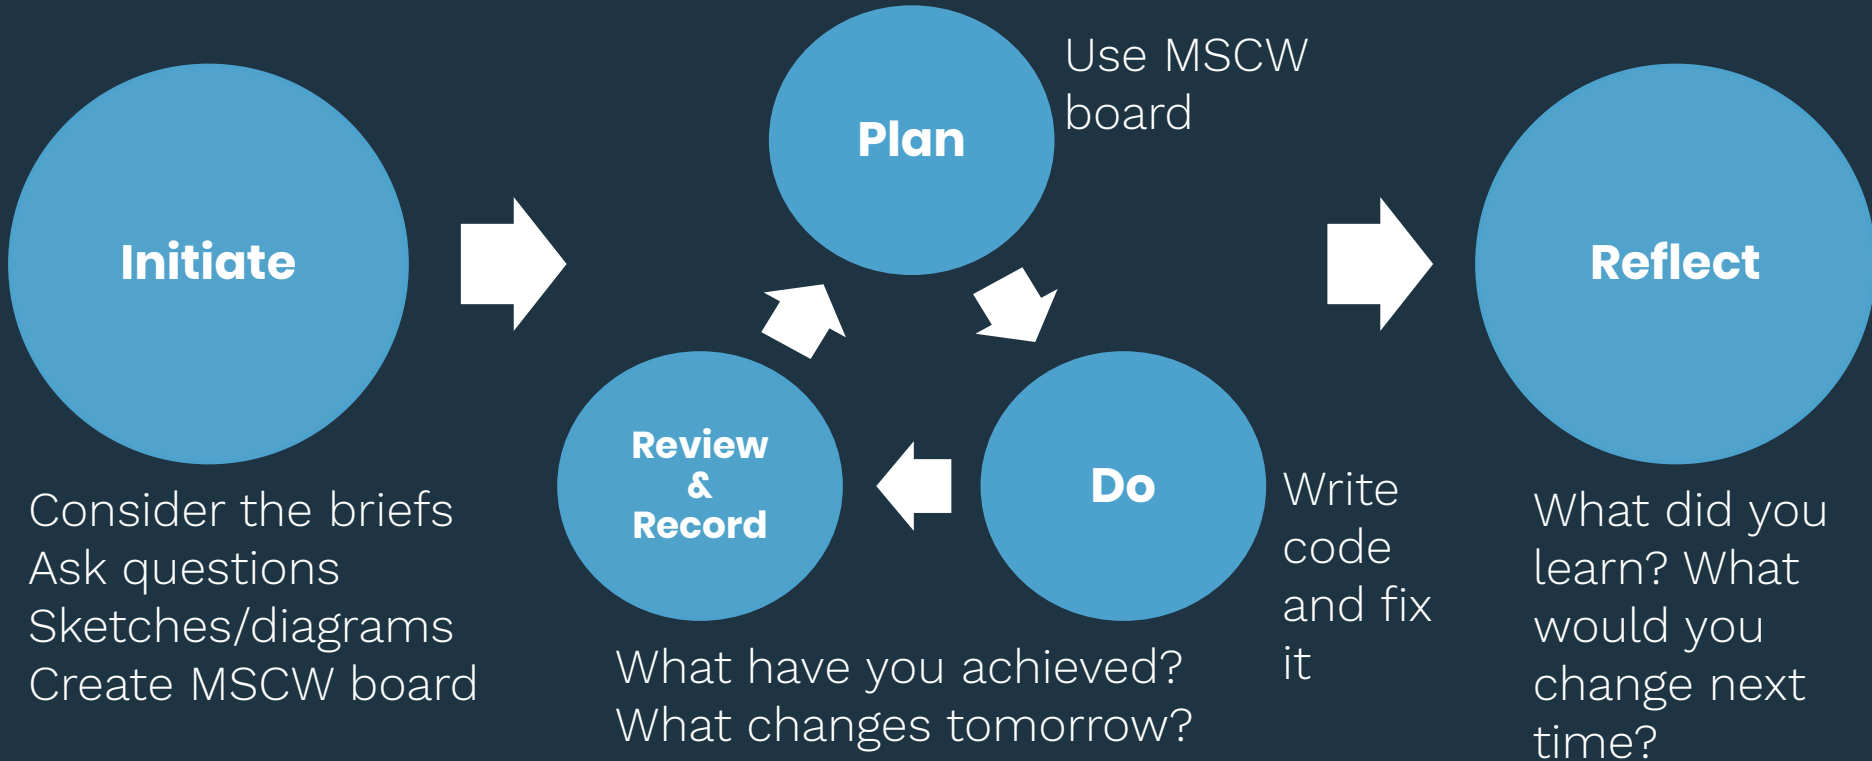 Initiate
Consider the briefs
Ask questions
Sketches/diagrams
Create MSCW board
Plan
Use MSCW
board
Do
Write
code
and fix
it
Review
&
Record
What have you achieved?
What changes tomorrow?
Reflect
What did you
learn? What
would you
change next
time?